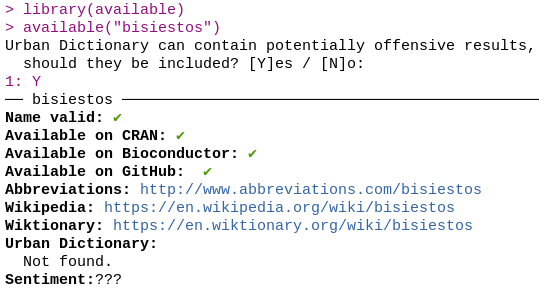 > library(available)
> available("bisiestos")
Urban Dictionary can contain potentially offensive results,
  should they be included? [Y]es / [N]o:
1: Y
── bisiestos ──────────────────────────────────────────────
Name valid: ✔
Available on CRAN: ✔
Available on Bioconductor: ✔
Available on GitHub:  ✔
Abbreviations: http://www.abbreviations.com/bisiestos
Wikipedia: https://en.wikipedia.org/wiki/bisiestos
Wiktionary: https://en.wiktionary.org/wiki/bisiestos
Urban Dictionary:
  Not found.
Sentiment:???